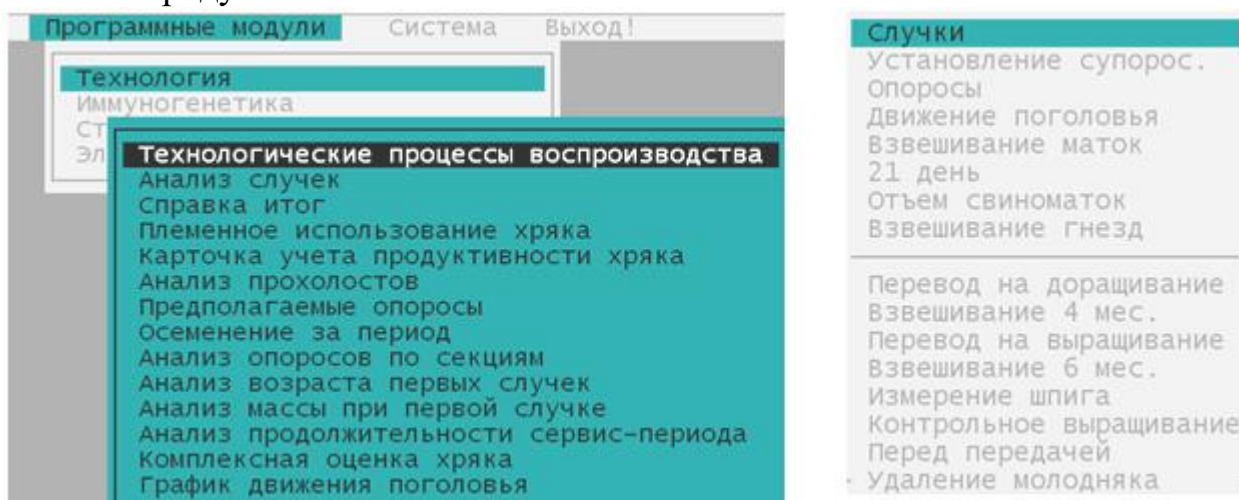 Программные модули Система Выход!
Технология
Иммуногенетика
Ст
Эл
Технологические процессы воспроизводства
Анализ случек
Справка итог
Племенное использование хряка
Карточка учета продуктивности хряка
Анализ прохолостов
Предполагаемые опоросы
Осеменение за период
Анализ опоросов по секциям
Анализ возраста первых случек
Анализ массы при первой случке
Анализ продолжительности сервис-периода
Комплексная оценка хряка
График движения поголовья
Случки
Установление супорос.
Опоросы
Движение поголовья
Взвешивание маток
21 день
Отъем свиноматок
Взвешивание гнезд
Перевод на доращивание
Взвешивание 4 мес.
Перевод на выращивание
Взвешивание 6 мес.
Измерение шпига
Контрольное выращивание
Перед передачей
Удаление молодняка